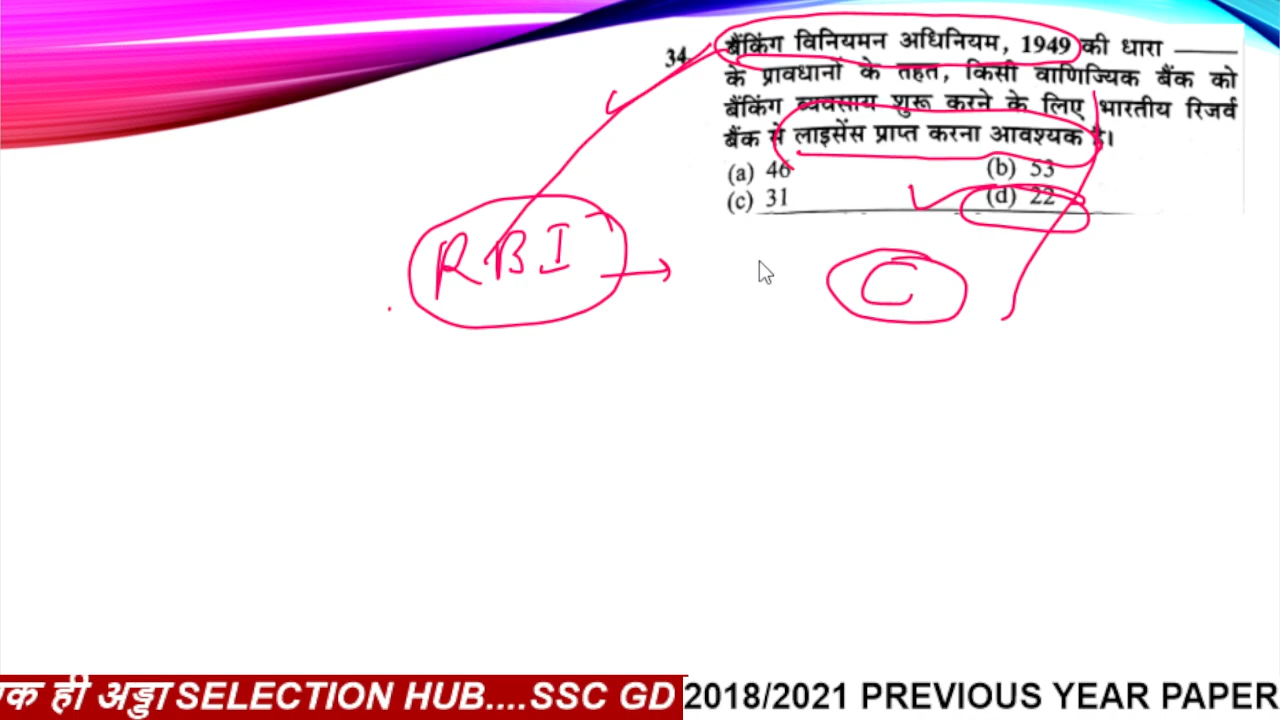 34. बैंकिंग विनियमन अधिनियम, 1949 की धारा ______
के प्रावधानों के तहत, किसी वाणिज्यिक बैंक को
बैंकिंग व्यवसाय शुरू करने के लिए भारतीय रिजर्व
बैंक से लाइसेंस प्राप्त करना आवश्यक है।
(a) 46 (b) 53
(c) 31 (d) 22
RBI
C
ही अड्डा SELECTION HUB....SSC GD 2018/2021 PREVIOUS YEAR PAPER